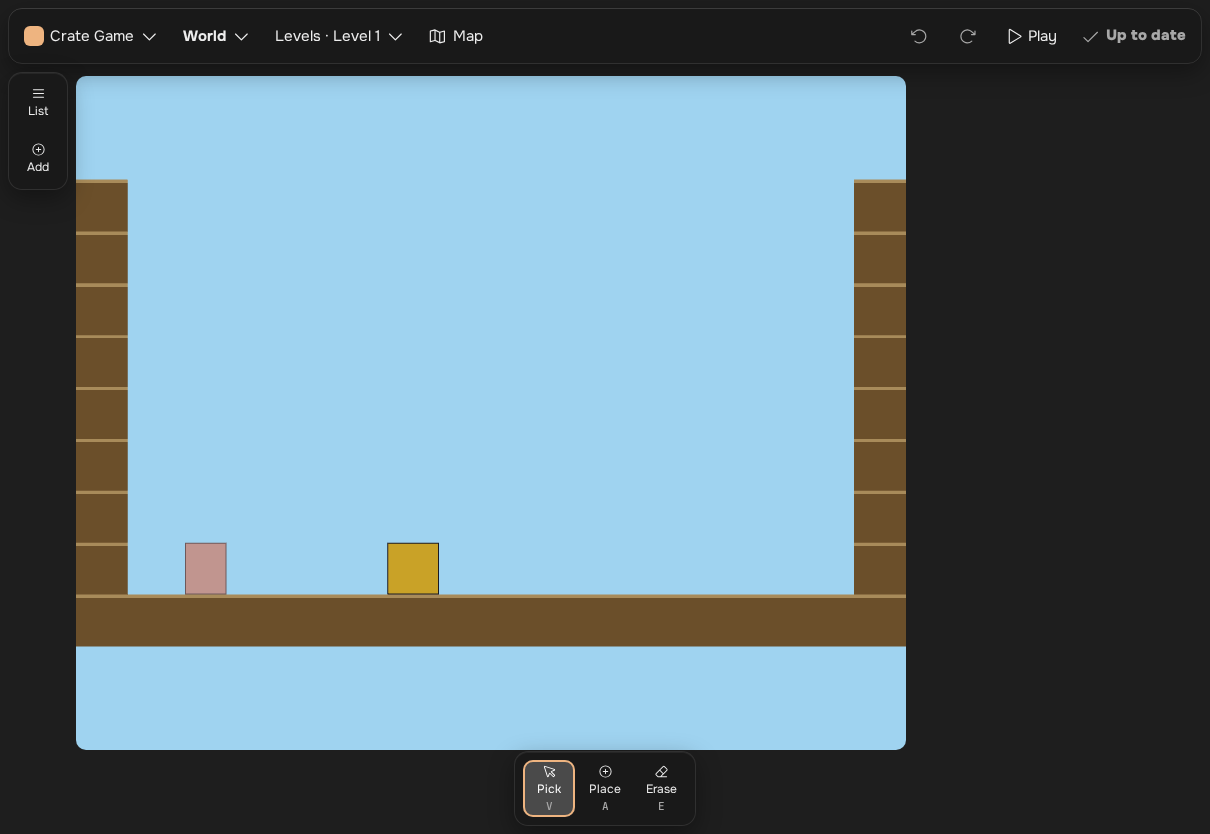 Crate Game
World
Levels · Level 1
Map
Play
Up to date
List
Add
Pick
V
Place
A
Erase
E